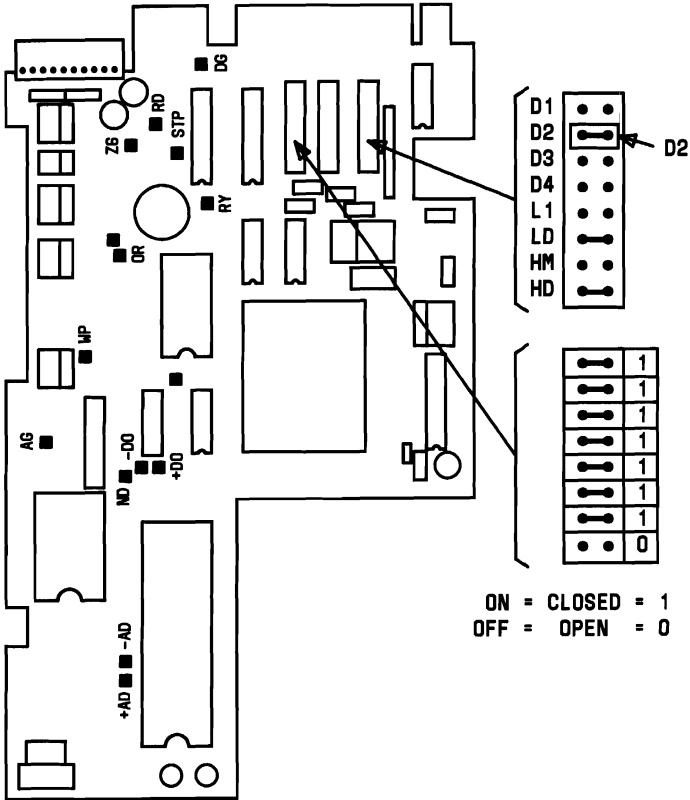 DG
RD
STP
Z6
RY
OR
WP
AG
-DO
+DO
ND
-AD
+AD
D1
D2
D2
D3
D4
L1
LD
HM
HD
1
1
1
1
1
1
1
0
ON = CLOSED = 1
OFF = OPEN = 0